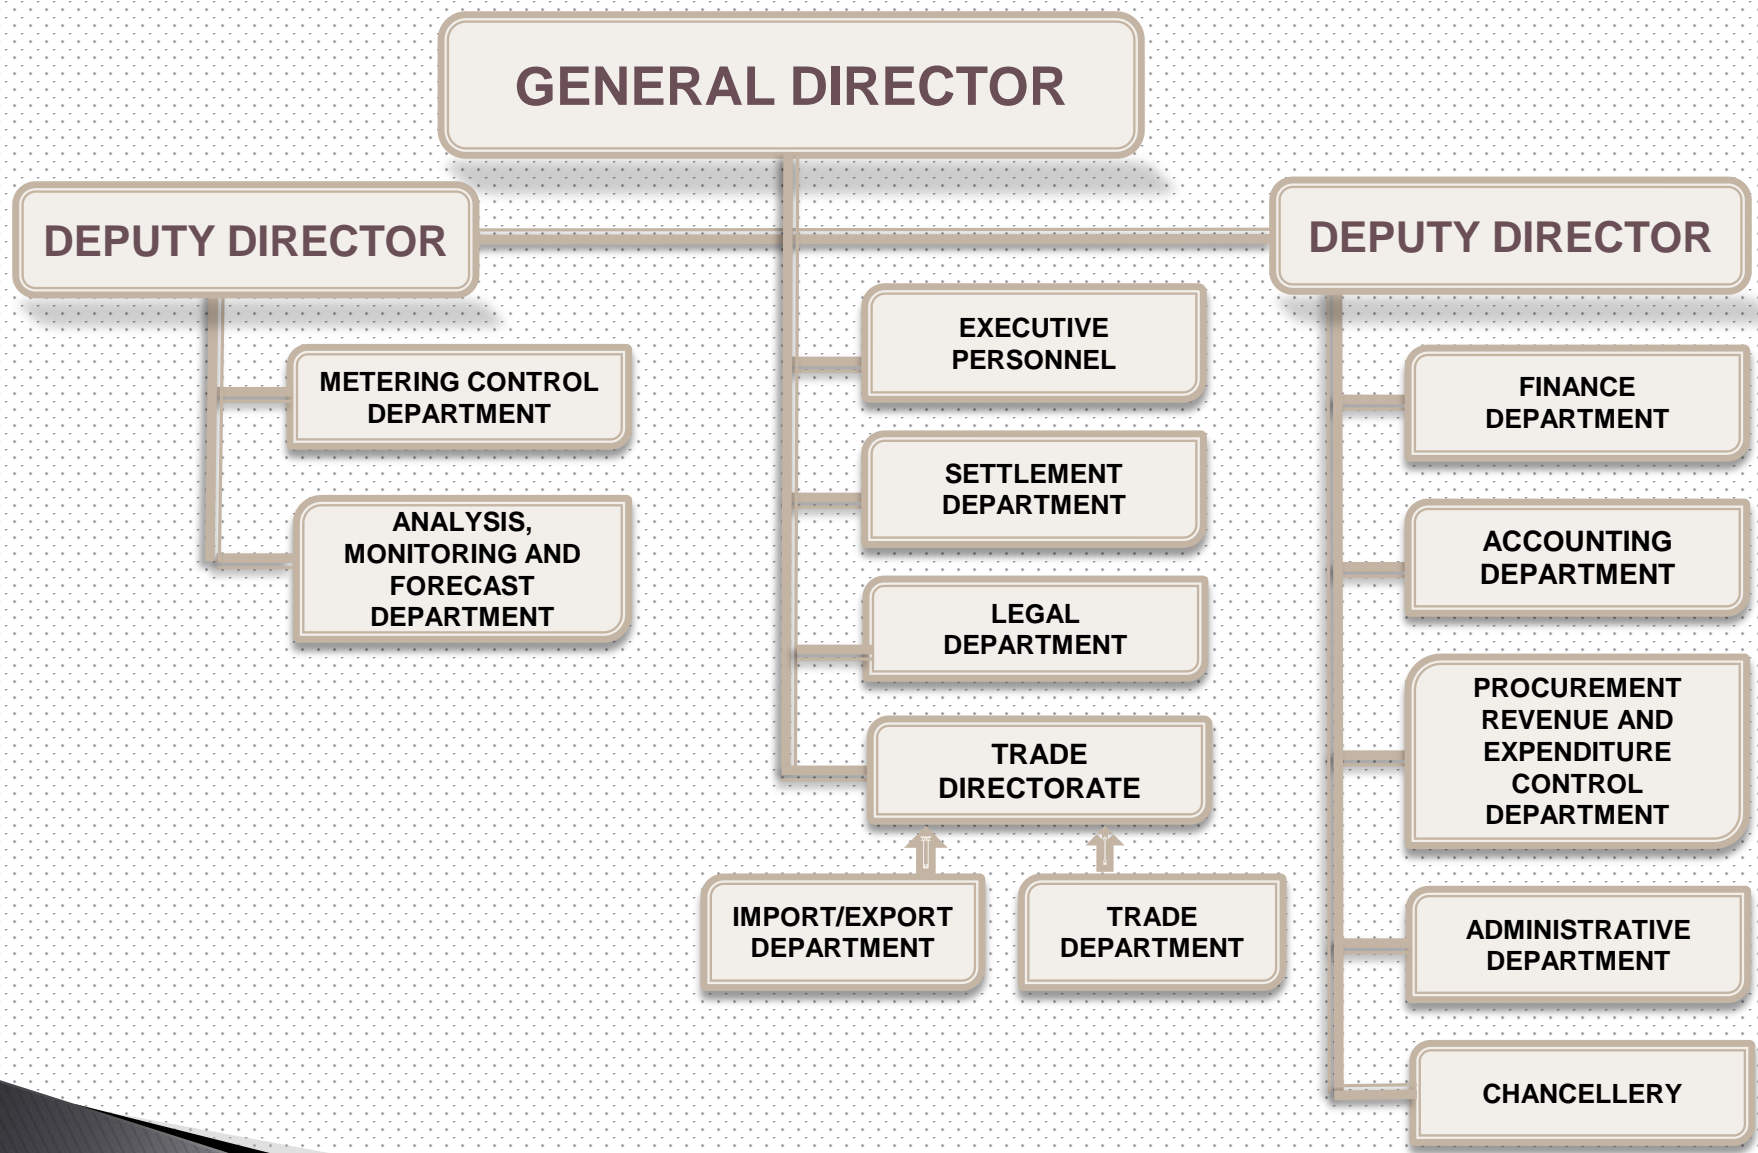 GENERAL DIRECTOR
DEPUTY DIRECTOR
DEPUTY DIRECTOR
METERING CONTROL
DEPARTMENT
ANALYSIS,
MONITORING AND
FORECAST
DEPARTMENT
EXECUTIVE
PERSONNEL
SETTLEMENT
DEPARTMENT
LEGAL
DEPARTMENT
TRADE
DIRECTORATE
IMPORT/EXPORT
DEPARTMENT
TRADE
DEPARTMENT
FINANCE
DEPARTMENT
ACCOUNTING
DEPARTMENT
PROCUREMENT
REVENUE AND
EXPENDITURE
CONTROL
DEPARTMENT
ADMINISTRATIVE
DEPARTMENT
CHANCELLERY